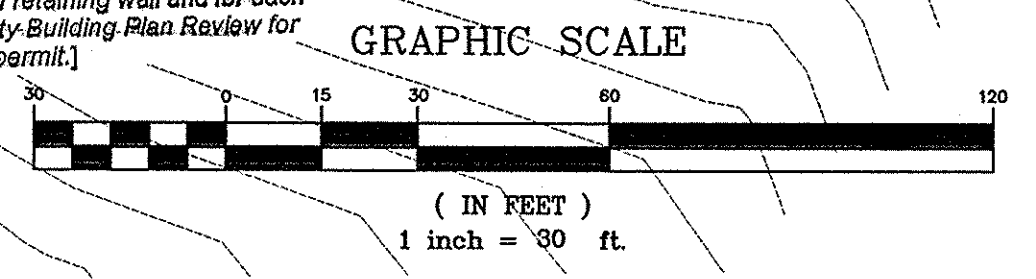 retaining wall and for each
ty Building Plan Review for
permit.]
GRAPHIC SCALE
30 0 15 30 60 120
( IN FEET )
1 inch = 30 ft.